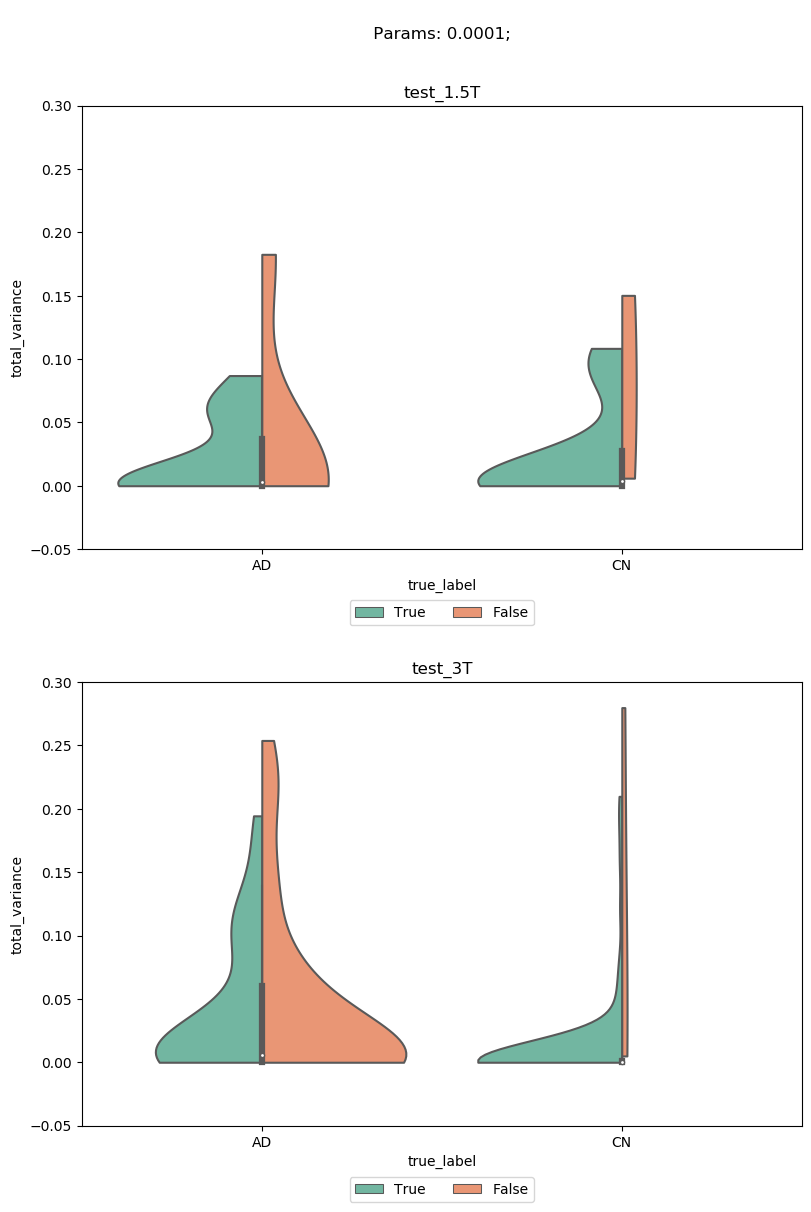 Params: 0.0001;
test_1.5T
0.30
0.25
0.20
0.15
0.10
0.05
0.00
−0.05
total_variance
AD
CN
true_label
True
False
test_3T
0.30
0.25
0.20
0.15
0.10
0.05
0.00
−0.05
total_variance
AD
CN
true_label
True
False